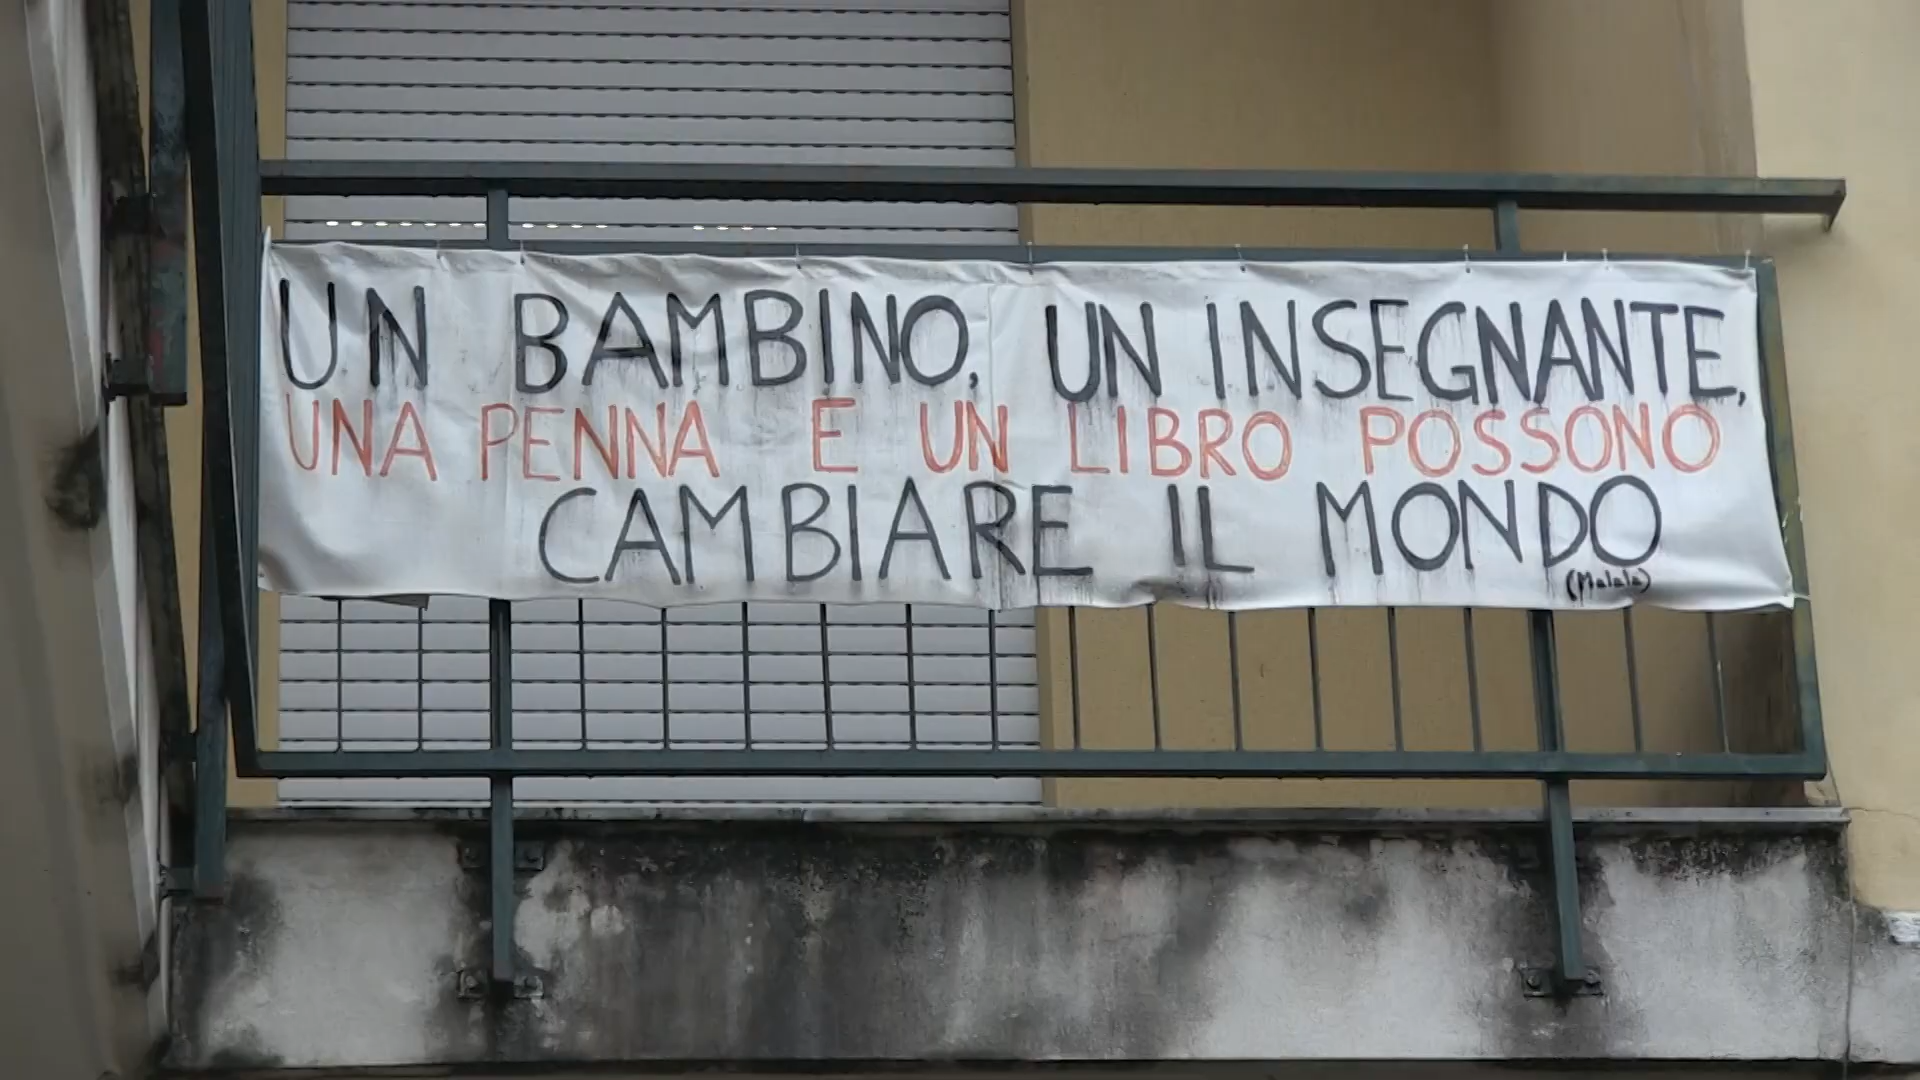 UN BAMBINO, UN INSEGNANTE,
UNA PENNA E UN LIBRO POSSONO
CAMBIARE IL MONDO
(Malala)